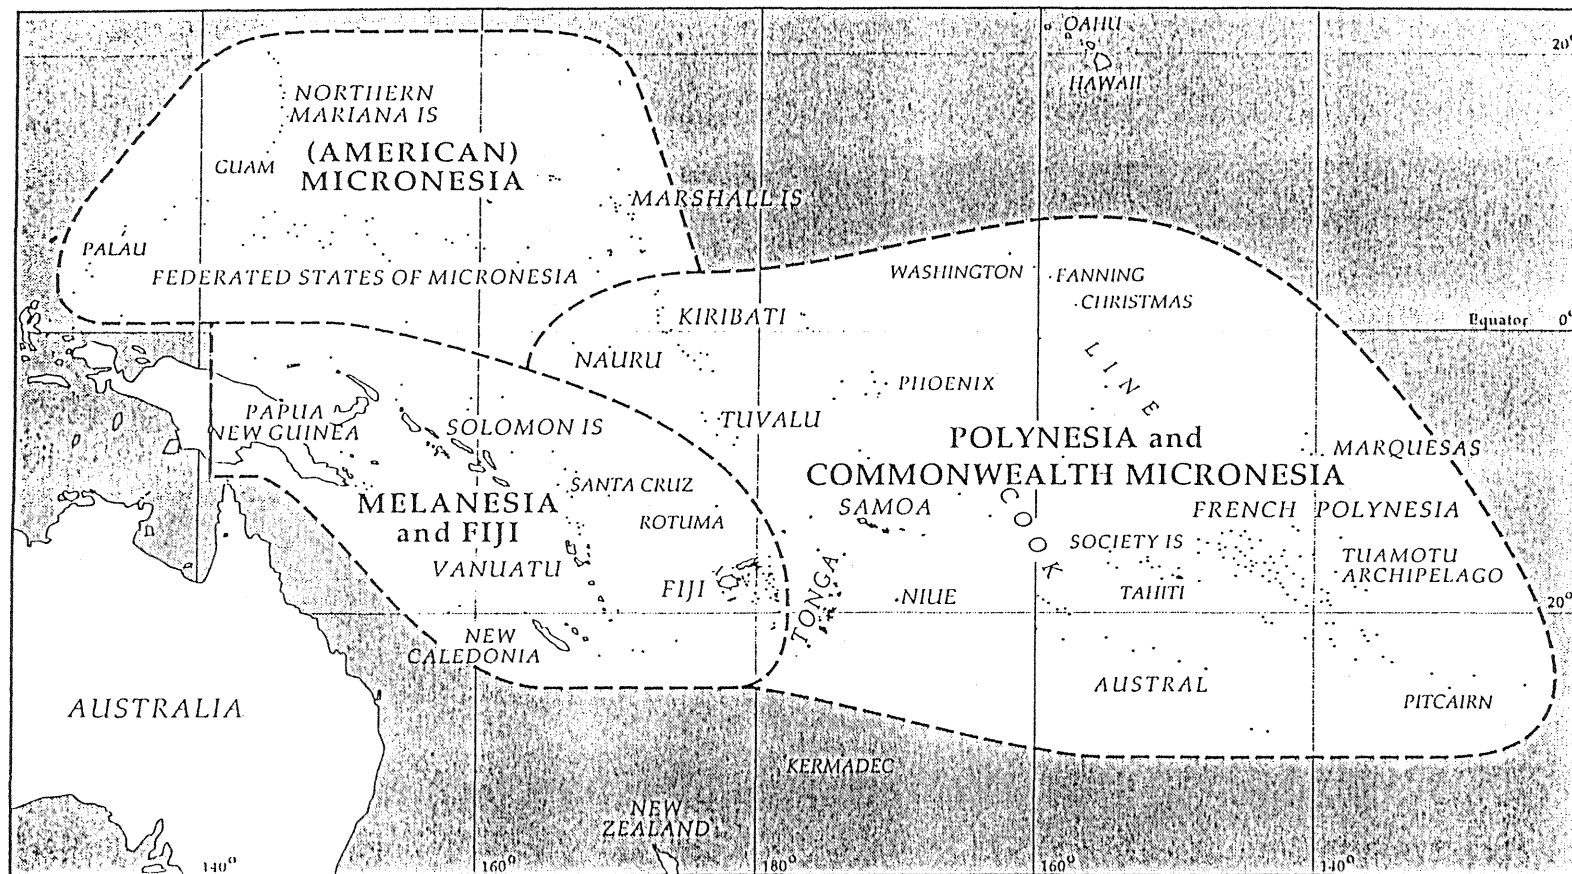 OAHU
20°
HAWAII
NORTHERN
MARIANA IS
(AMERICAN)
MICRONESIA
GUAM
MARSHALL IS
PALAU
FEDERATED STATES OF MICRONESIA
WASHINGTON
FANNING
CHRISTMAS
KIRIBATI
Equator 0°
NAURU
LINE
PHOENIX
PAPUA
NEW GUINEA
SOLOMON IS
TUVALU
POLYNESIA and
COMMONWEALTH MICRONESIA
MARQUESAS
MELANESIA
and FIJI
SANTA CRUZ
ROTUMA
SAMOA
COOK
FRENCH POLYNESIA
SOCIETY IS
TUAMOTU
ARCHIPELAGO
VANUATU
FIJI
TONGA
NIUE
TAHITI
20°
NEW
CALEDONIA
AUSTRALIA
AUSTRAL
PITCAIRN
KERMADEC
NEW
ZEALAND
140°
160°
180°
160°
140°